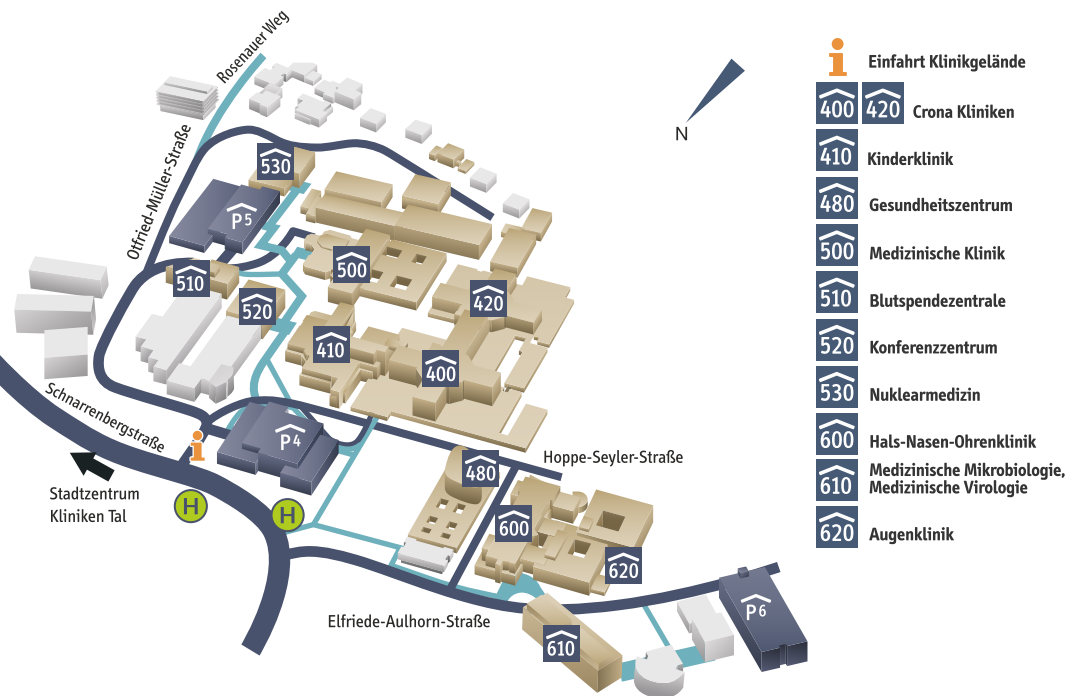 Rosenauer Weg
Otfried-Müller-Straße
530
P5
510
520
500
420
410
400
P4
Schnarrenbergstraße
i
Stadtzentrum
Kliniken Tal
H
H
480
Hoppe-Seyler-Straße
600
620
Elfriede-Aulhorn-Straße
610
P6
N
i Einfahrt Klinikgelände
400 420 Crona Kliniken
410 Kinderklinik
480 Gesundheitszentrum
500 Medizinische Klinik
510 Blutspendezentrale
520 Konferenzzentrum
530 Nuklearmedizin
600 Hals-Nasen-Ohrenklinik
610 Medizinische Mikrobiologie,
Medizinische Virologie
620 Augenklinik